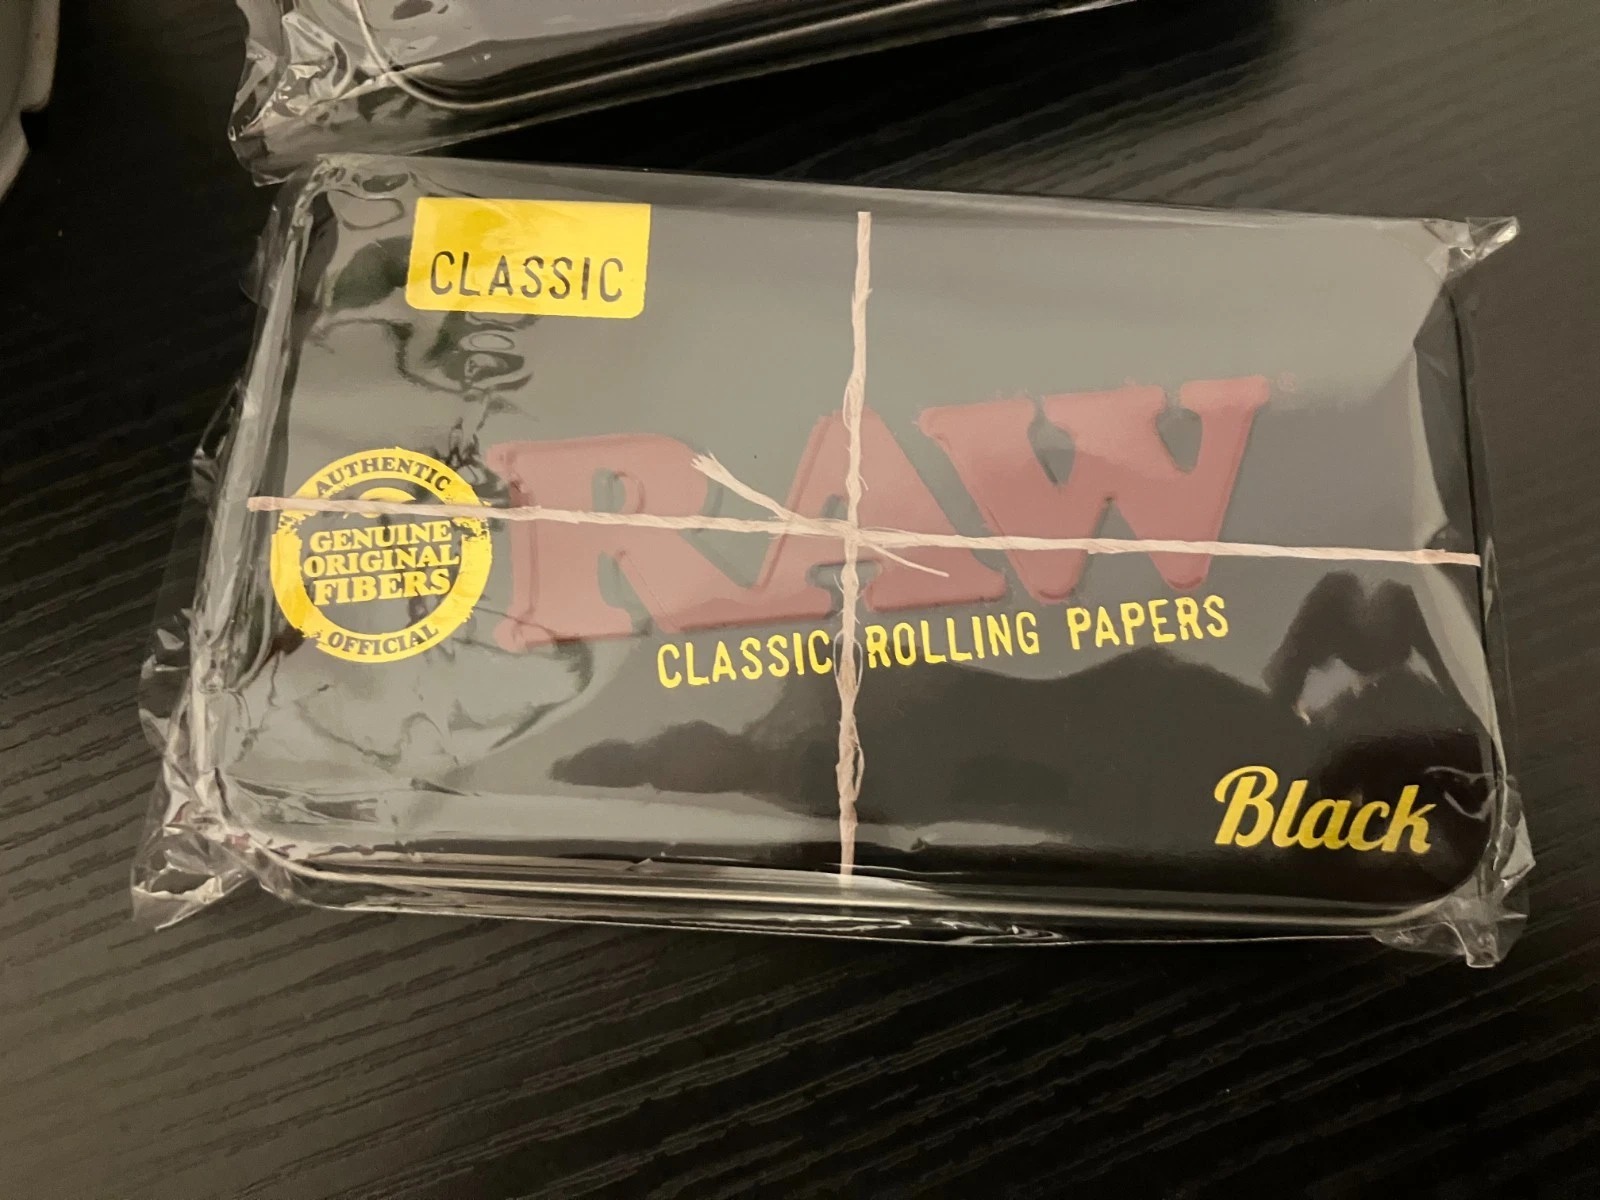 CLASSIC
RAW®
AUTHENTIC
GENUINE
ORIGINAL
FIBERS
OFFICIAL
CLASSIC ROLLING PAPERS
Black